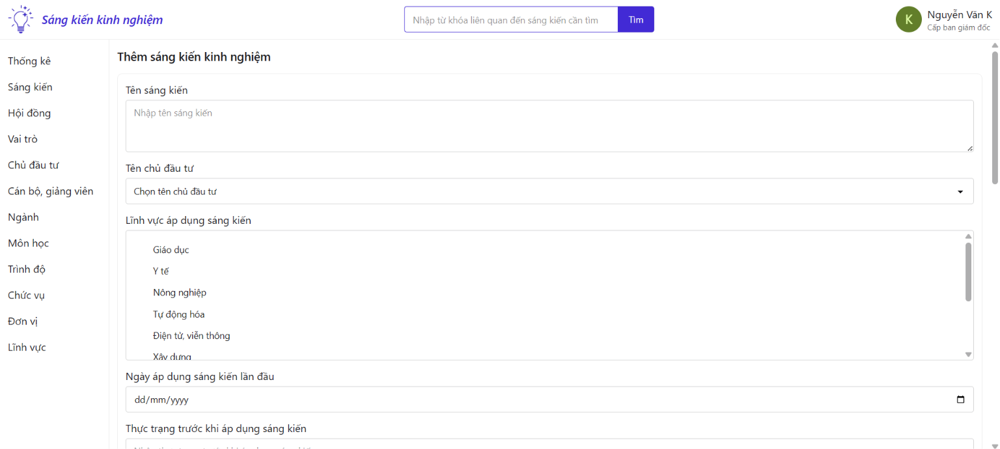 Sáng kiến kinh nghiệm
Nhập từ khóa liên quan đến sáng kiến cần tìm
Tìm
K
Nguyễn Văn K
Cấp ban giám đốc
Thống kê
Sáng kiến
Hội đồng
Vai trò
Chủ đầu tư
Cán bộ, giảng viên
Ngành
Môn học
Trình độ
Chức vụ
Đơn vị
Lĩnh vực
Thêm sáng kiến kinh nghiệm
Tên sáng kiến
Nhập tên sáng kiến
Tên chủ đầu tư
Chọn tên chủ đầu tư
Lĩnh vực áp dụng sáng kiến
Giáo dục
Y tế
Nông nghiệp
Tự động hóa
Điện tử, viễn thông
Xây dựng
Ngày áp dụng sáng kiến lần đầu
dd/mm/yyyy
Thực trạng trước khi áp dụng sáng kiến